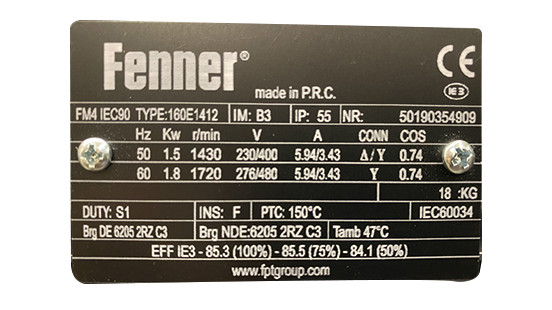 Fenner®
CE
made in P.R.C.
IE3
FM4 IEC90 TYPE:160E1412 IM: B3 IP: 55 NR: 50190354909
Hz Kw r/min V A CONN COS
50 1.5 1430 230/400 5.94/3.43 Δ/Y 0.74
60 1.8 1720 276/480 5.94/3.43 Y 0.74
18 :KG
DUTY: S1 INS: F PTC: 150°C IEC60034
Brg DE 6205 2RZ C3 Brg NDE:6205 2RZ C3 Tamb 47°C
EFF IE3 - 85.3 (100%) - 85.5 (75%) - 84.1 (50%)
www.fptgroup.com